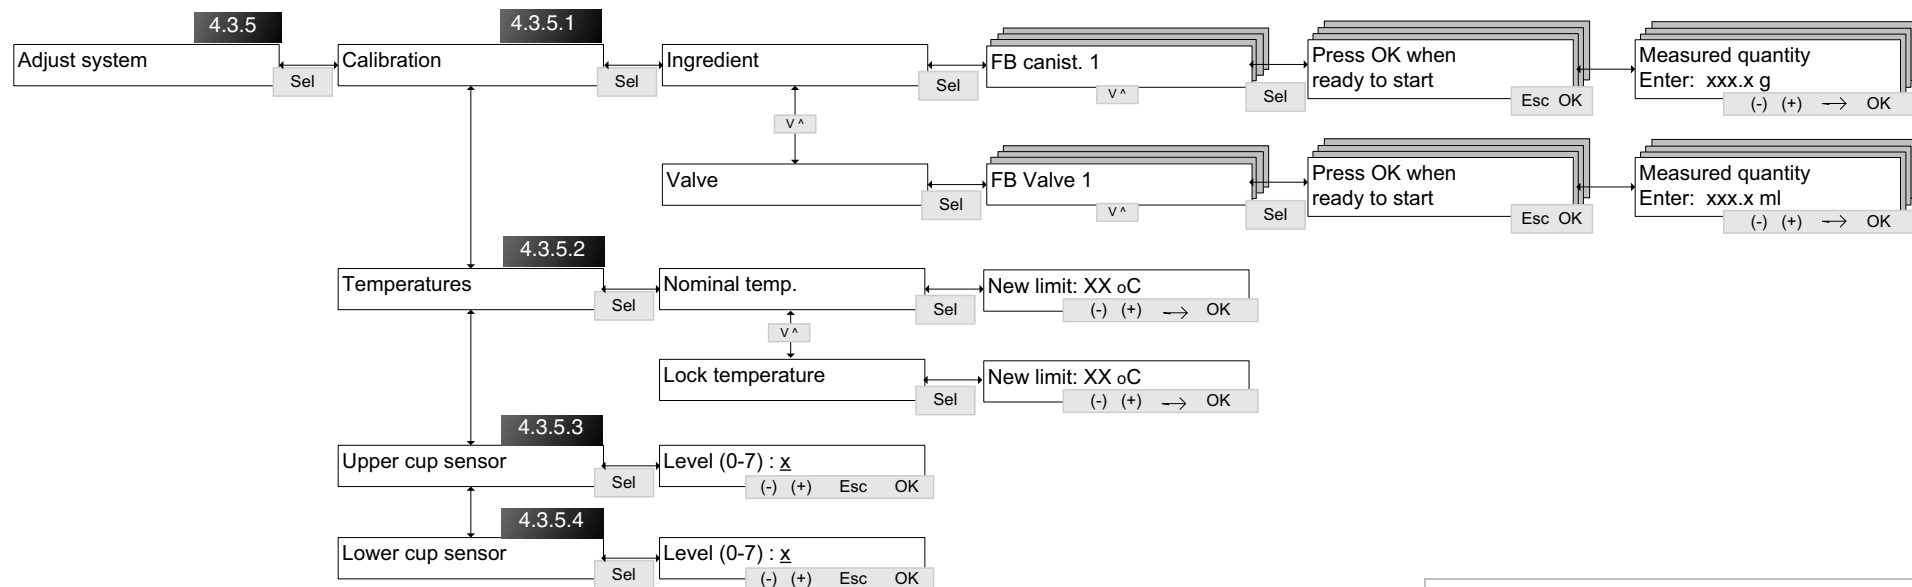 4.3.5
4.3.5.1
Adjust system
Sel
Calibration
Sel
Ingredient
Sel
FB canist. 1
V ^
Sel
Press OK when
ready to start
Esc OK
Measured quantity
Enter: xxx.x g
(-) (+) → OK
V ^
Valve
Sel
FB Valve 1
V ^
Sel
Press OK when
ready to start
Esc OK
Measured quantity
Enter: xxx.x ml
(-) (+) → OK
4.3.5.2
Temperatures
Sel
Nominal temp.
Sel
New limit: XX oC
(-) (+) → OK
V ^
Lock temperature
Sel
New limit: XX oC
(-) (+) → OK
4.3.5.3
Upper cup sensor
Sel
Level (0-7) : x
(-) (+) Esc OK
4.3.5.4
Lower cup sensor
Sel
Level (0-7) : x
(-) (+) Esc OK